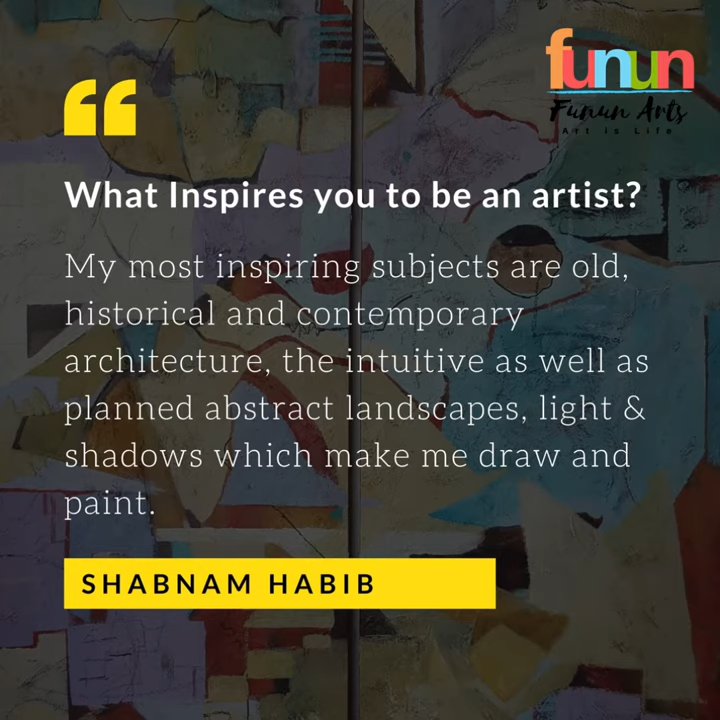 funun
Funun Arts
Art is Life
What Inspires you to be an artist?
My most inspiring subjects are old,
historical and contemporary
architecture, the intuitive as well as
planned abstract landscapes, light &
shadows which make me draw and
paint.
SHABNAM HABIB